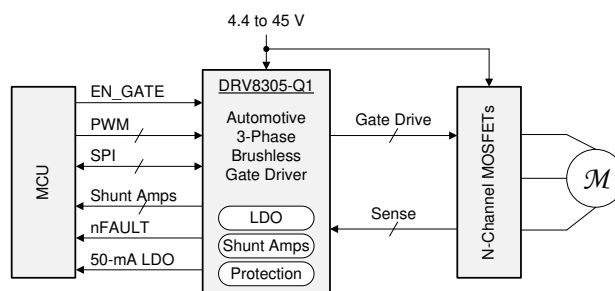 4.4 to 45 V
DRV8305-Q1
Automotive
3-Phase
Brushless
Gate Driver
LDO
Shunt Amps
Protection
MCU
EN_GATE
PWM
SPI
Shunt Amps
nFAULT
50-mA LDO
Gate Drive
Sense
N-Channel MOSFETs
M